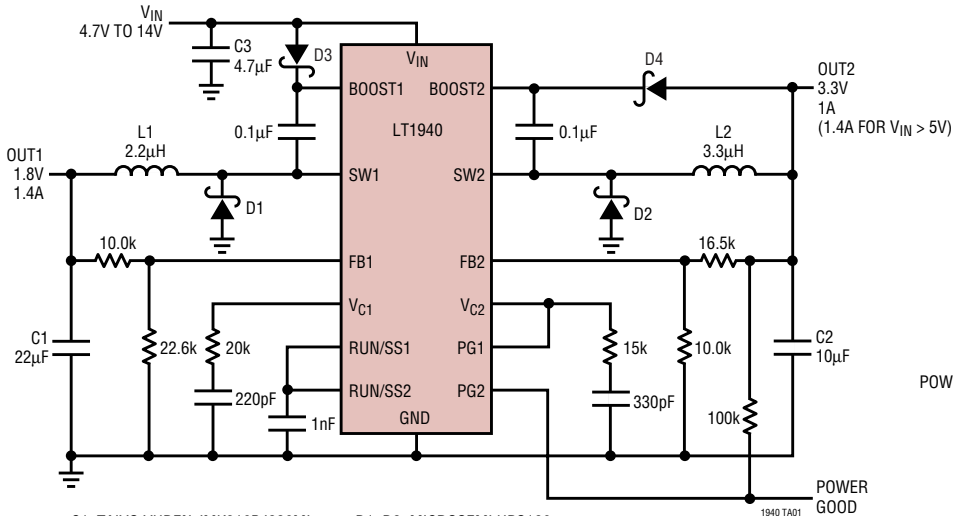 VIN
4.7V TO 14V
C3
4.7µF
D3
VIN
D4
OUT2
3.3V
1A
(1.4A FOR VIN > 5V)
BOOST1
BOOST2
LT1940
L1
2.2µH
0.1µF
0.1µF
L2
3.3µH
OUT1
1.8V
1.4A
SW1
SW2
D1
D2
10.0k
16.5k
FB1
FB2
VC1
VC2
C1
22µF
22.6k
20k
RUN/SS1
PG1
15k
10.0k
C2
10µF
POW
220pF
RUN/SS2
PG2
330pF
100k
1nF
GND
POWER
GOOD
1940 TA01